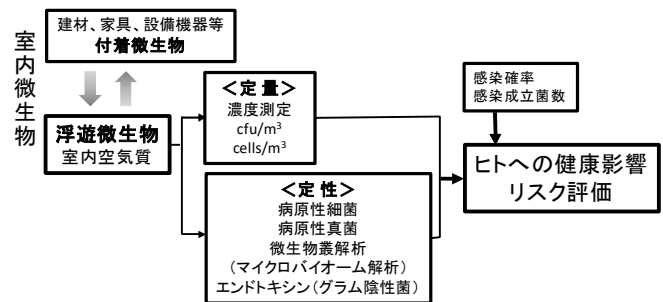 室内微生物
建材、家具、設備機器等
付着微生物
浮遊微生物
室内空気質
＜定量＞
濃度測定
cfu/m³
cells/m³
＜定性＞
病原性細菌
病原性真菌
微生物叢解析
（マイクロバイオーム解析）
エンドトキシン（グラム陰性菌）
感染確率
感染成立菌数
ヒトへの健康影響
リスク評価